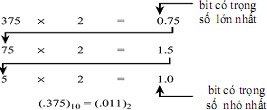 bit có trọng
số lớn nhất
375 × 2 = 0.75
75 × 2 = 1.5
5 × 2 = 1.0
(.375)10 = (.011)2
bit có trọng
số nhỏ nhất